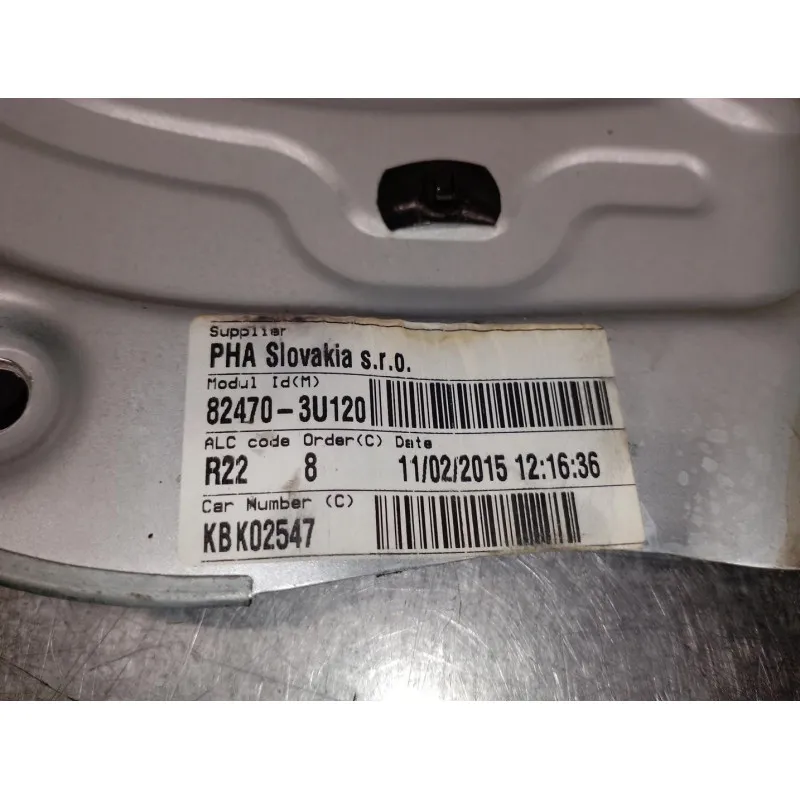 Supplier
PHA Slovakia s.r.o.
Modul Id(M)
82470-3U120
ALC code Order(C) Date
R22 8 11/02/2015 12:16:36
Car Number (C)
KBK02547